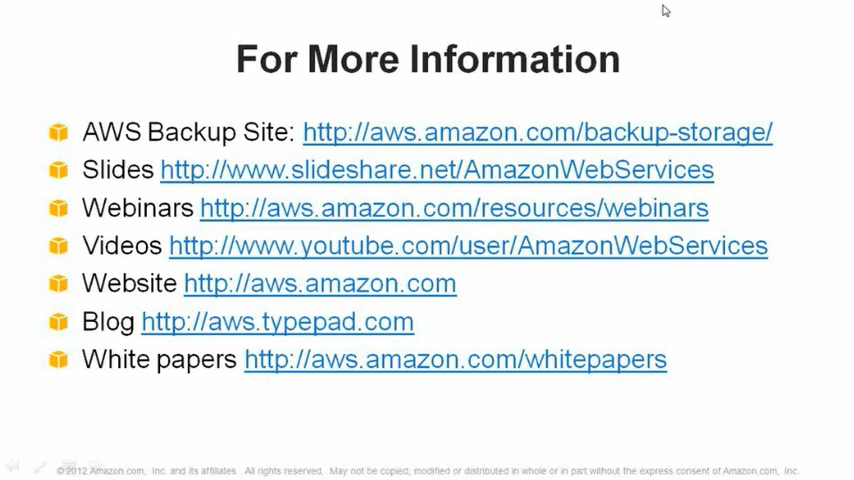 For More Information
AWS Backup Site: http://aws.amazon.com/backup-storage/
Slides http://www.slideshare.net/AmazonWebServices
Webinars http://aws.amazon.com/resources/webinars
Videos http://www.youtube.com/user/AmazonWebServices
Website http://aws.amazon.com
Blog http://aws.typepad.com
White papers http://aws.amazon.com/whitepapers
©2012 Amazon.com, Inc. and its affiliates. All rights reserved. May not be copied, modified or distributed in whole or in part without the express consent of Amazon.com, Inc.